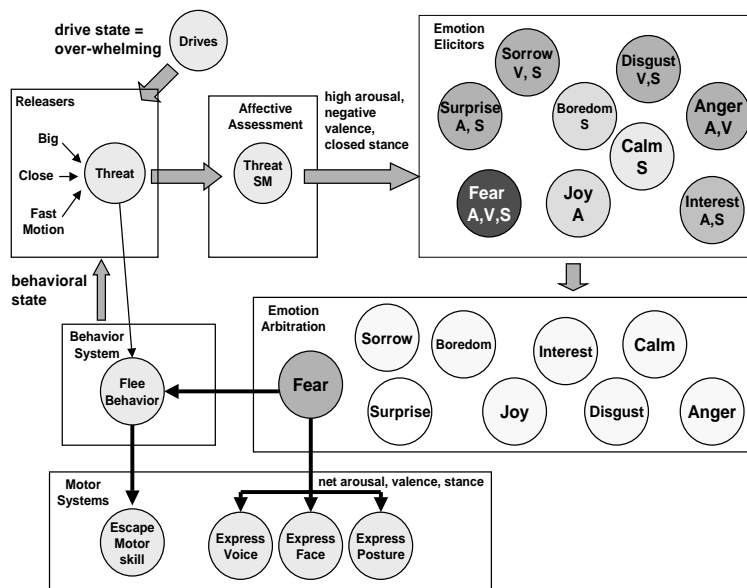 drive state =
over-whelming
Drives
Releasers
Big
Close
Fast
Motion
Threat
Affective
Assessment
Threat
SM
high arousal,
negative
valence,
closed stance
Emotion
Elicitors
Sorrow
V, S
Disgust
V,S
Surprise
A, S
Boredom
S
Anger
A,V
Calm
S
Fear
A,V,S
Joy
A
Interest
A,S
behavioral
state
Behavior
System
Flee
Behavior
Emotion
Arbitration
Sorrow
Boredom
Interest
Calm
Fear
Surprise
Joy
Disgust
Anger
Motor
Systems
net arousal, valence, stance
Escape
Motor
skill
Express
Voice
Express
Face
Express
Posture